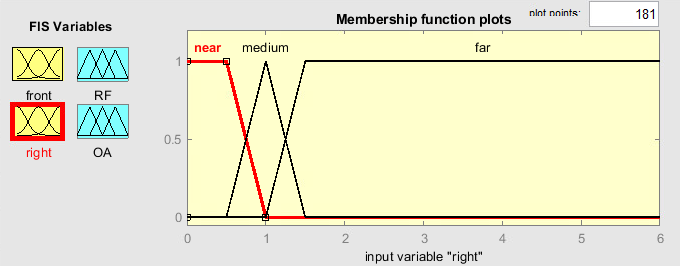 FIS Variables
front
RF
right
OA
Membership function plots
plot points:
181
near
medium
far
1
0.5
0
0
1
2
3
4
5
6
input variable "right"